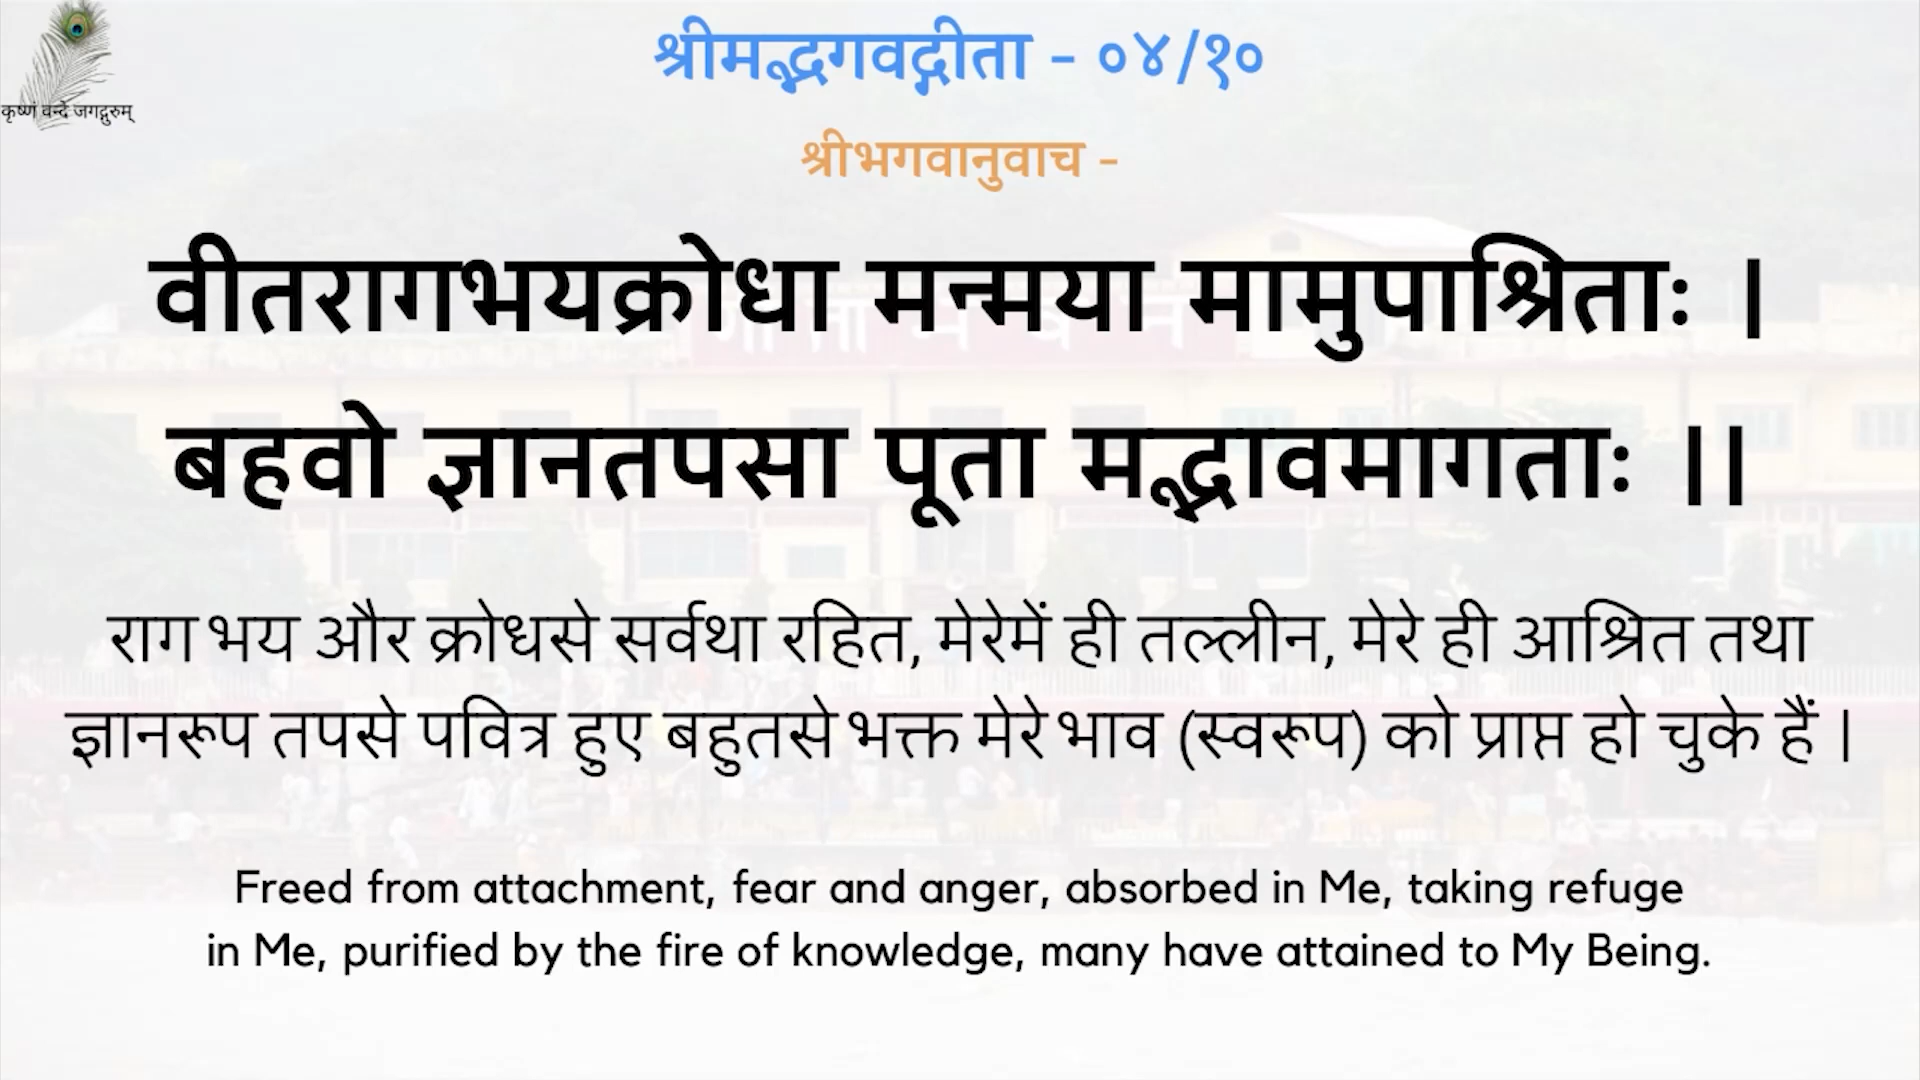 श्रीमद्भगवद्गीता - ०४/१०
कृष्णं वन्दे जगद्गुरुम्
श्रीभगवानुवाच -
वीतरागभयक्रोधा मन्मया मामुपाश्रिताः ।
बहवो ज्ञानतपसा पूता मद्भावमागताः ।।
राग भय और क्रोधसे सर्वथा रहित, मेरेमें ही तल्लीन, मेरे ही आश्रित तथा
ज्ञानरूप तपसे पवित्र हुए बहुतसे भक्त मेरे भाव (स्वरूप) को प्राप्त हो चुके हैं ।
Freed from attachment, fear and anger, absorbed in Me, taking refuge
in Me, purified by the fire of knowledge, many have attained to My Being.